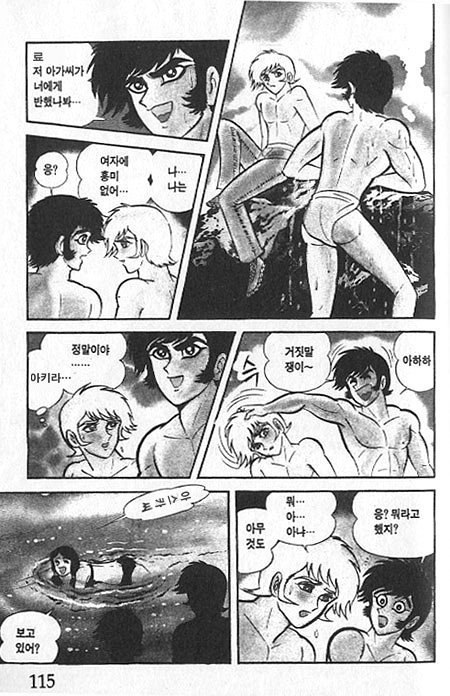 료
저 아가씨가
너에게
반했나봐…
나…
나는
여자에
흥미
없어…
응?
아하하
거짓말
쟁이~
정말이야
……
아키라…
응? 뭐라고
했지?
뭐…
아…
아냐…
아무
것도
아스카 씨
보고
있어?
115